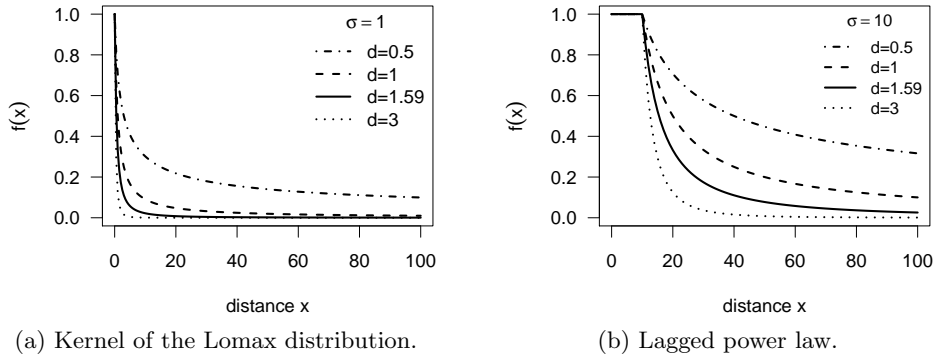 f(x)
1.0
0.8
0.6
0.4
0.2
0.0
0 20 40 60 80 100
distance x
σ = 1
d=0.5
d=1
d=1.59
d=3
(a) Kernel of the Lomax distribution.
f(x)
1.0
0.8
0.6
0.4
0.2
0.0
0 20 40 60 80 100
distance x
σ = 10
d=0.5
d=1
d=1.59
d=3
(b) Lagged power law.